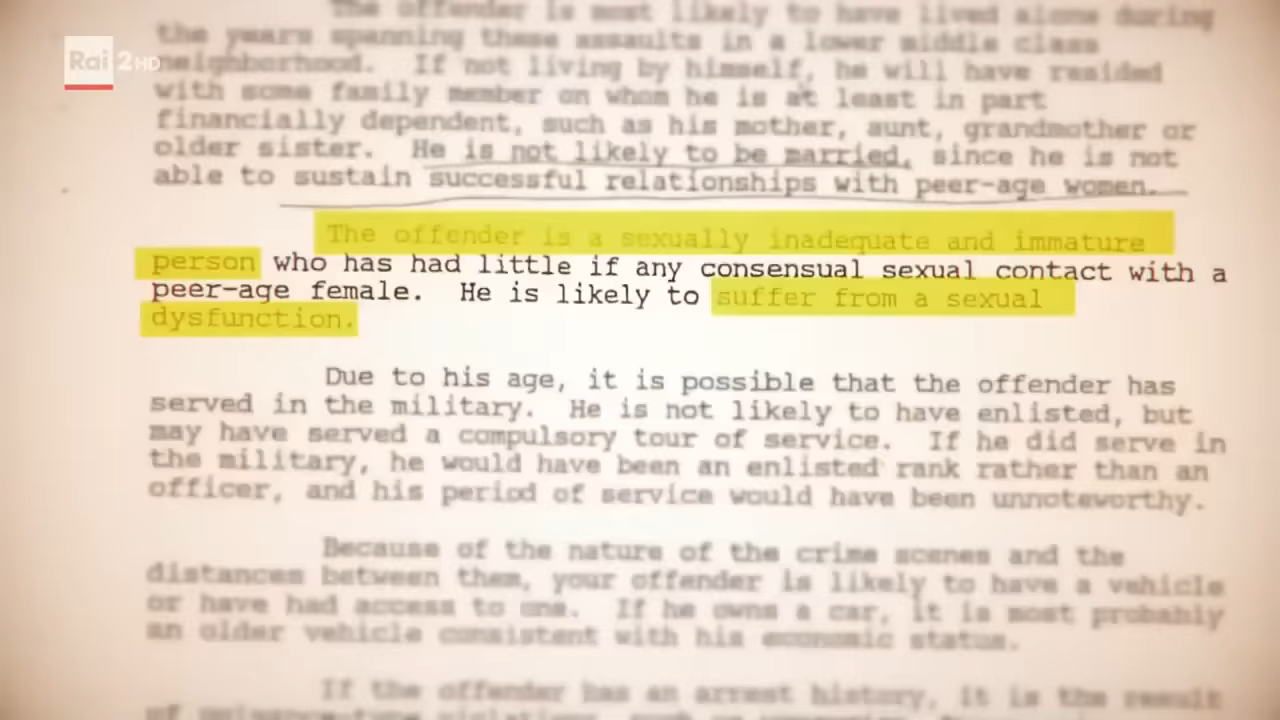 The offender is most likely to have lived alone during
the years spanning these assaults in a lower middle class
Rai 2HD
neighborhood. If not living by himself, he will have resided
with some family member on whom he is at least in part
financially dependent, such as his mother, aunt, grandmother or
older sister. He is not likely to be married, since he is not
able to sustain successful relationships with peer-age women.
The offender is a sexually inadequate and immature
person who has had little if any consensual sexual contact with a
peer-age female. He is likely to suffer from a sexual
dysfunction.
Due to his age, it is possible that the offender has
served in the military. He is not likely to have enlisted, but
may have served a compulsory tour of service. If he did serve in
the military, he would have been an enlisted rank rather than an
officer, and his period of service would have been unnoteworthy.
Because of the nature of the crime scenes and the
distances between them, your offender is likely to have a vehicle
or have had access to one. If he owns a car, it is most probably
an older vehicle consistent with his economic status.
If the offender has an arrest history, it is the result
of